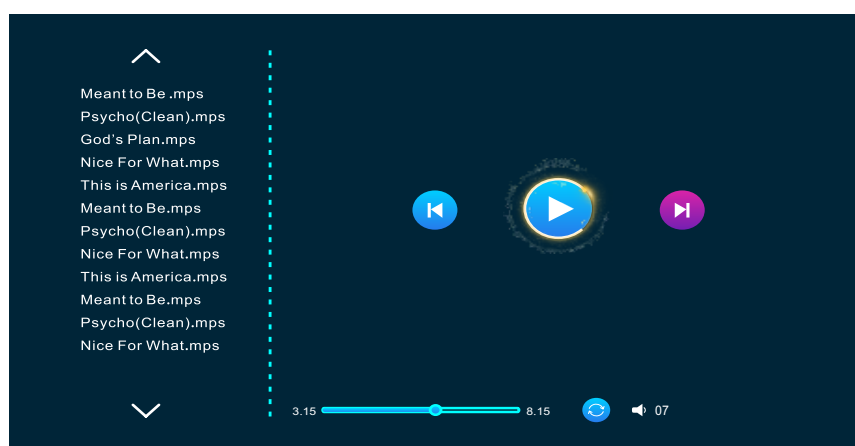 Meant to Be .mps
Psycho(Clean).mps
God's Plan.mps
Nice For What.mps
This is America.mps
Meant to Be.mps
Psycho(Clean).mps
Nice For What.mps
This is America.mps
Meant to Be.mps
Psycho(Clean).mps
Nice For What.mps
3.15 8.15 07